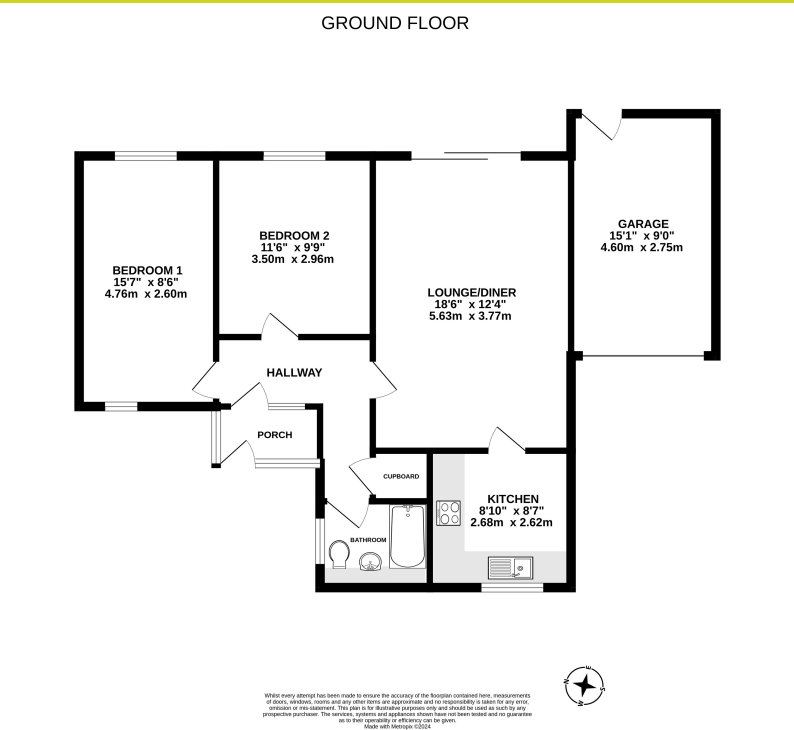 GROUND FLOOR
GARAGE
15'1" x 9'0"
4.60m x 2.75m
BEDROOM 2
11'6" x 9'9"
3.50m x 2.96m
BEDROOM 1
15'7" x 8'6"
4.76m x 2.60m
LOUNGE/DINER
18'6" x 12'4"
5.63m x 3.77m
HALLWAY
PORCH
CUPBOARD
KITCHEN
8'10" x 8'7"
2.68m x 2.62m
BATHROOM
N
E
S
W
Whilst every attempt has been made to ensure the accuracy of the floorplan contained here, measurements
of doors, windows, rooms and any other items are approximate and no responsibility is taken for any error,
omission or mis-statement. This plan is for illustrative purposes only and should be used as such by any
prospective purchaser. The services, systems and appliances shown have not been tested and no guarantee
as to their operability or efficiency can be given.
Made with Metropix ©2024